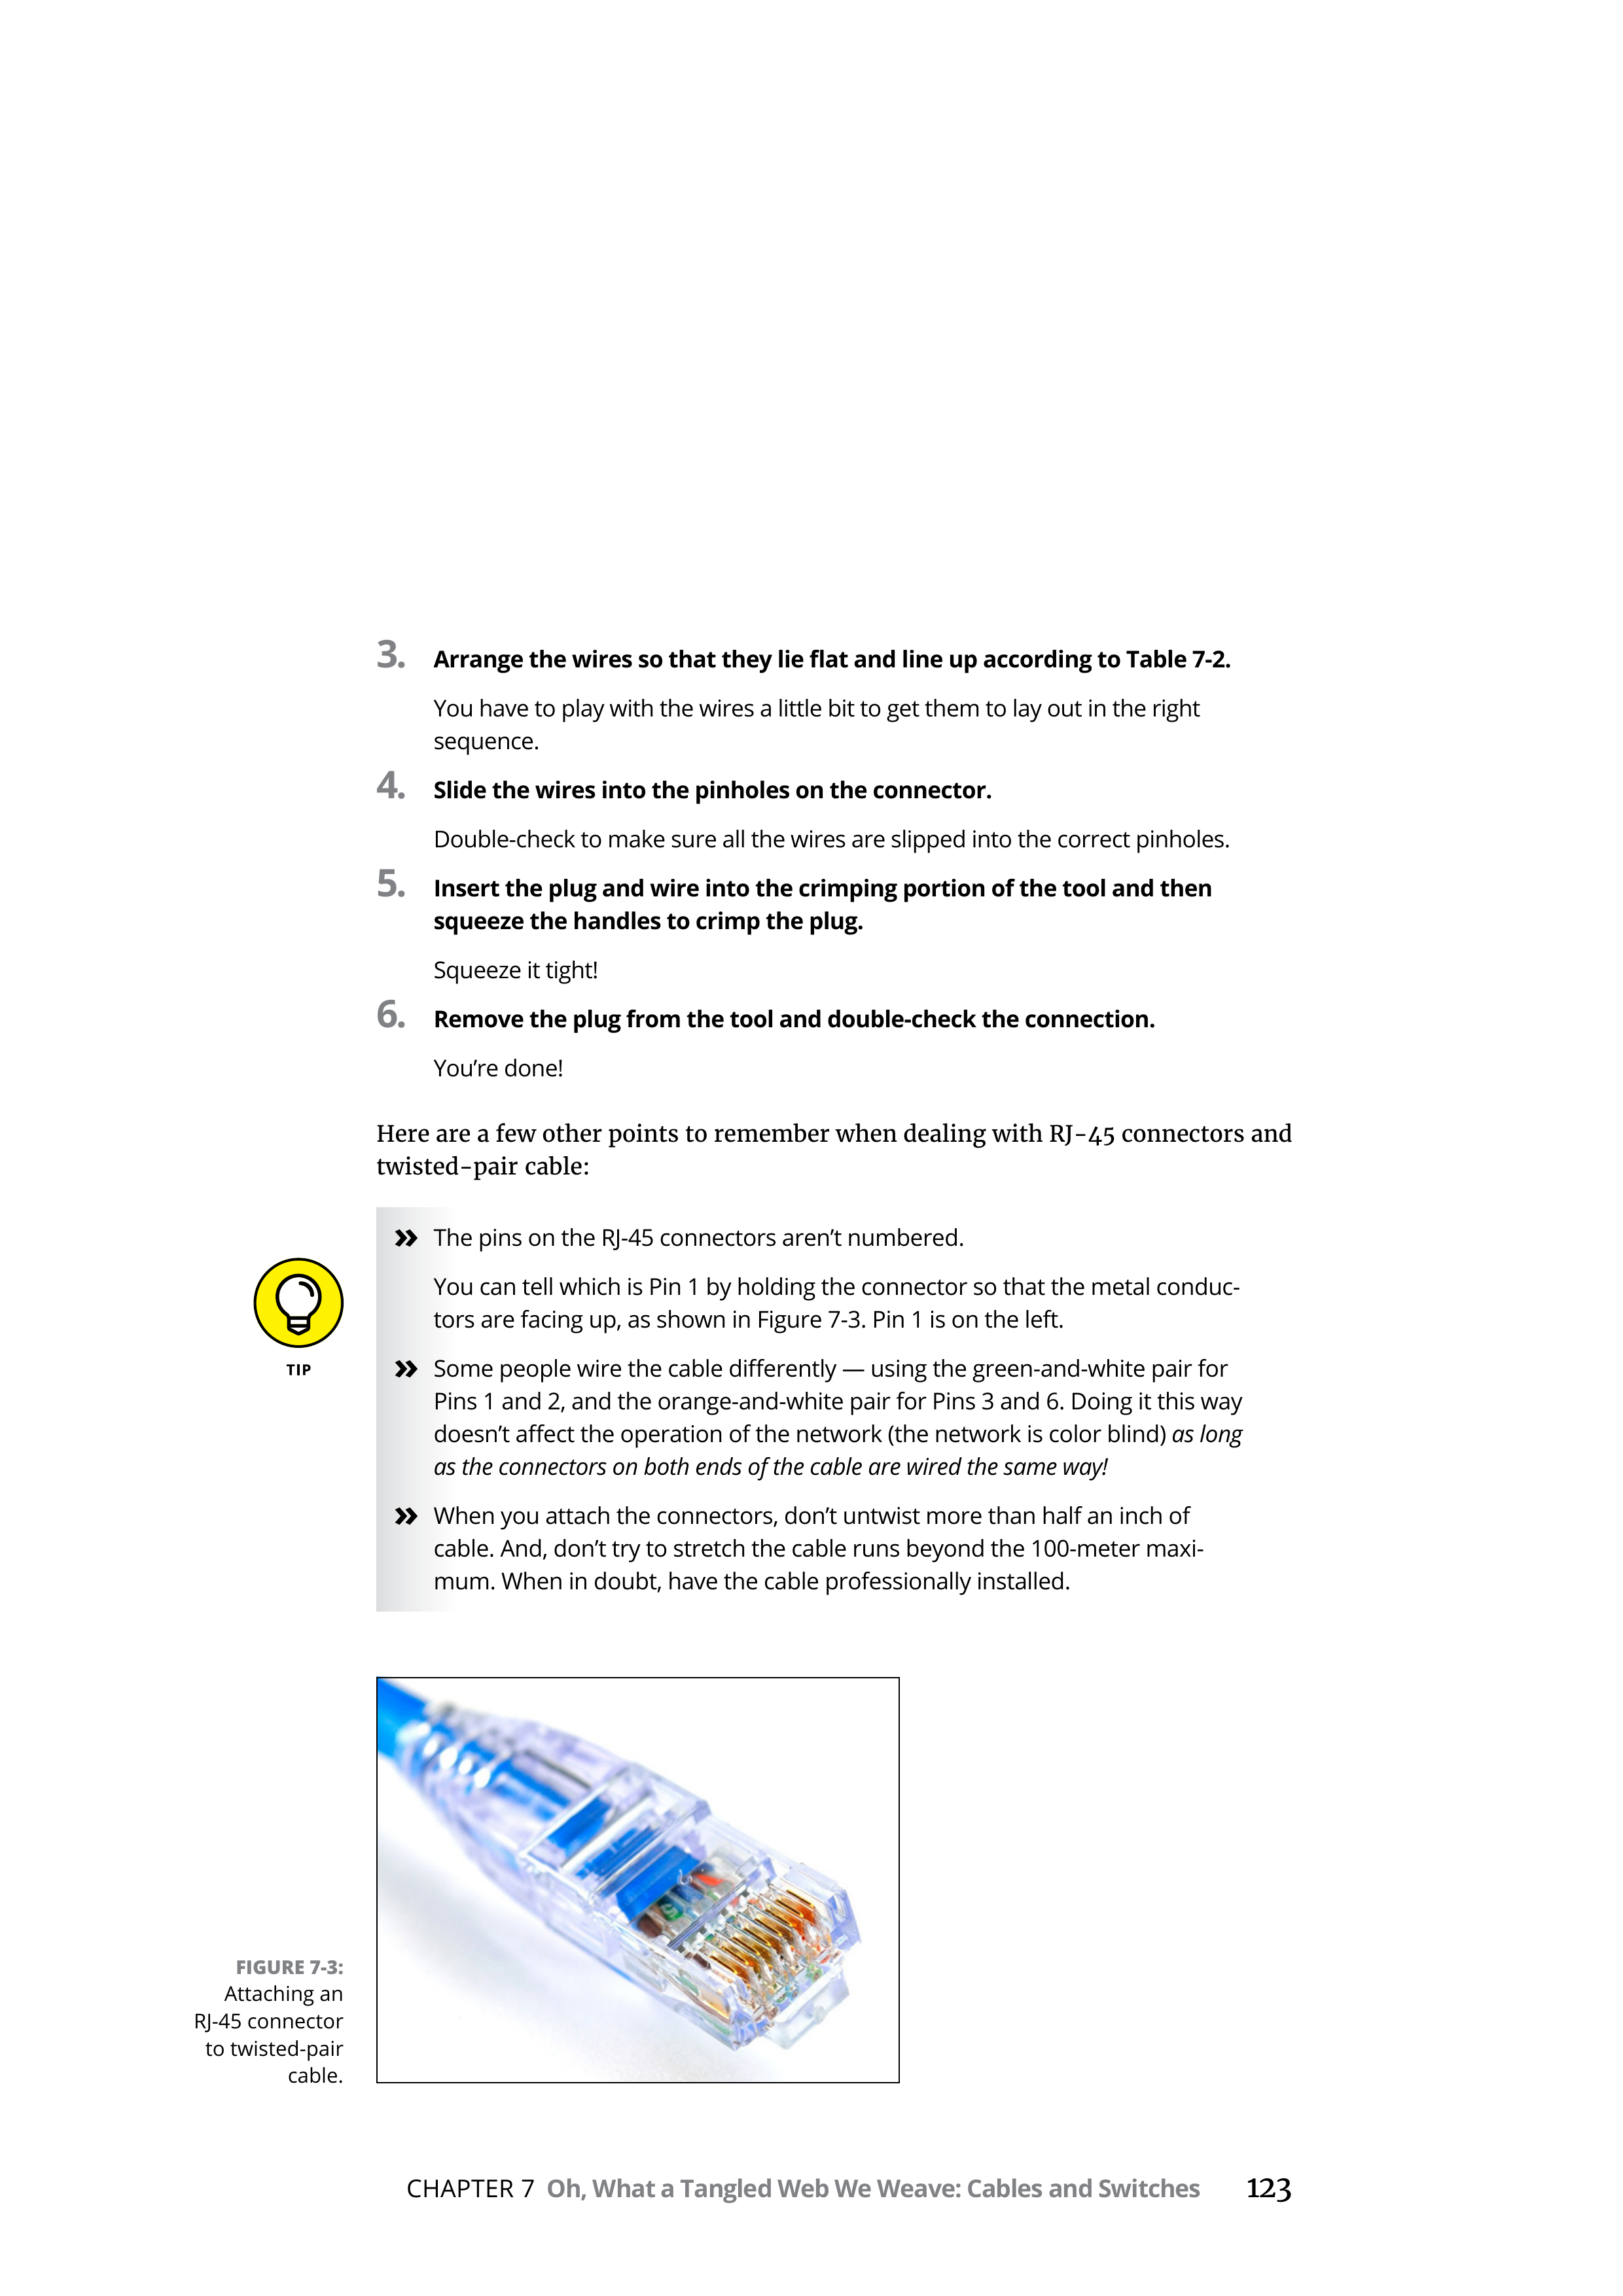 3. Arrange the wires so that they lie flat and line up according to Table 7-2.
You have to play with the wires a little bit to get them to lay out in the right
sequence.
4. Slide the wires into the pinholes on the connector.
Double-check to make sure all the wires are slipped into the correct pinholes.
5. Insert the plug and wire into the crimping portion of the tool and then
squeeze the handles to crimp the plug.
Squeeze it tight!
6. Remove the plug from the tool and double-check the connection.
You’re done!
Here are a few other points to remember when dealing with RJ-45 connectors and
twisted-pair cable:
» The pins on the RJ-45 connectors aren’t numbered.
You can tell which is Pin 1 by holding the connector so that the metal conduc-
tors are facing up, as shown in Figure 7-3. Pin 1 is on the left.
TIP
» Some people wire the cable differently — using the green-and-white pair for
Pins 1 and 2, and the orange-and-white pair for Pins 3 and 6. Doing it this way
doesn’t affect the operation of the network (the network is color blind) as long
as the connectors on both ends of the cable are wired the same way!
» When you attach the connectors, don’t untwist more than half an inch of
cable. And, don’t try to stretch the cable runs beyond the 100-meter maxi-
mum. When in doubt, have the cable professionally installed.
FIGURE 7-3:
Attaching an
RJ-45 connector
to twisted-pair
cable.
CHAPTER 7 Oh, What a Tangled Web We Weave: Cables and Switches 123